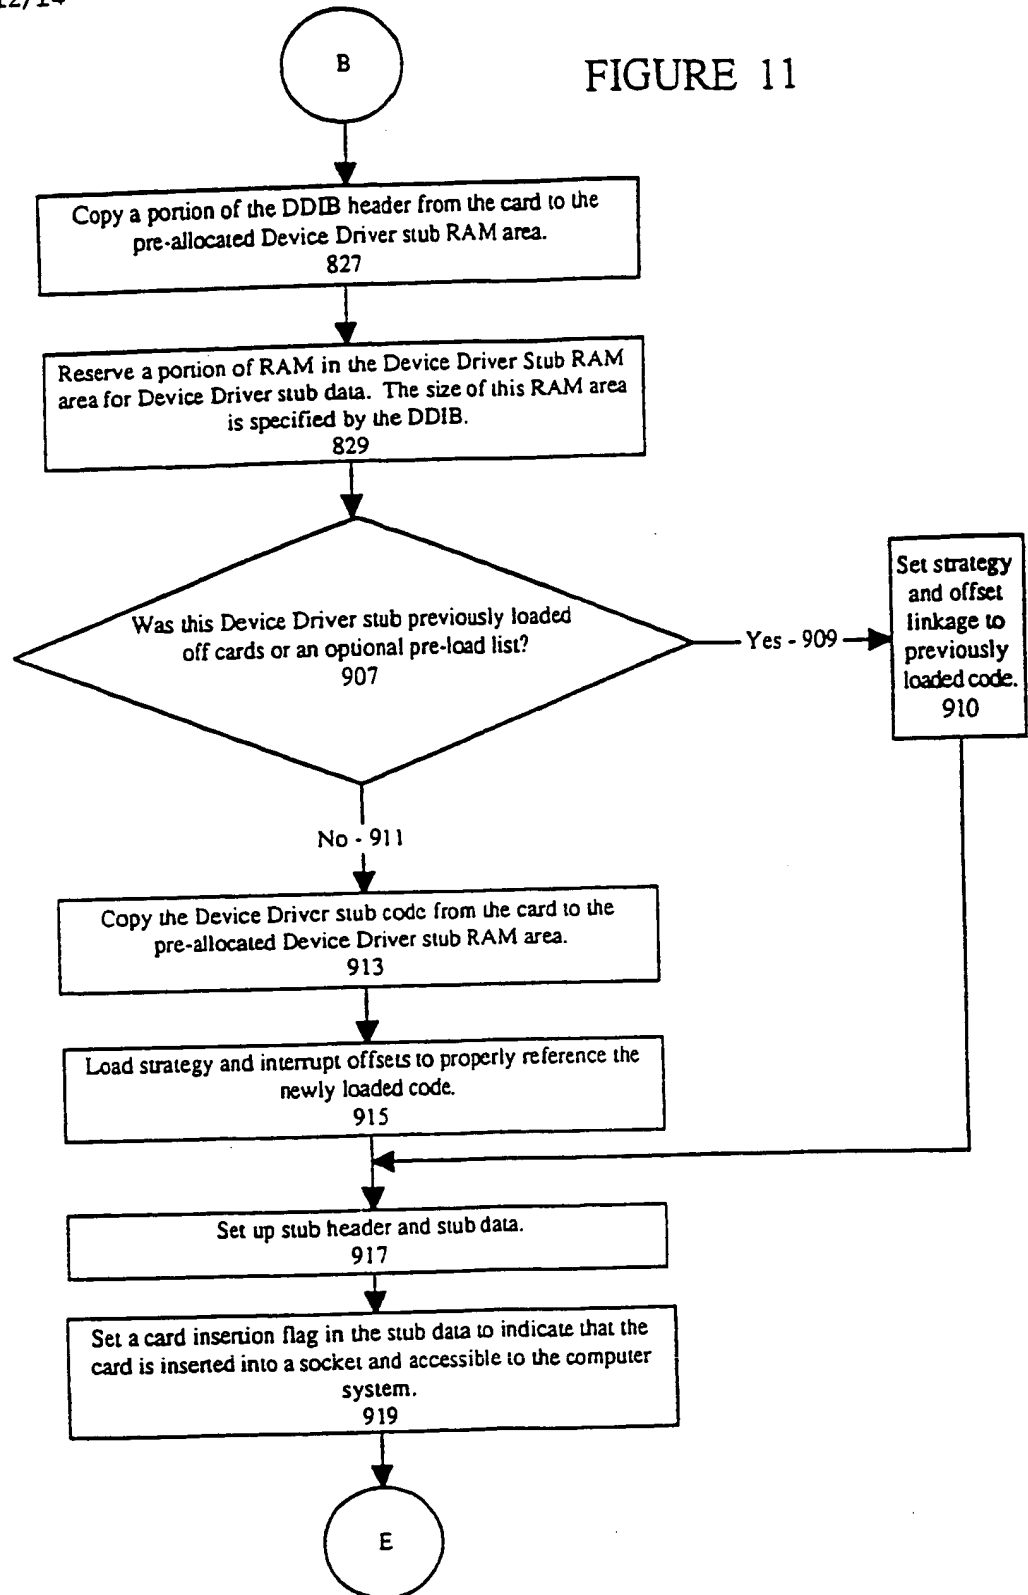 12/14
B
FIGURE 11
Copy a portion of the DDIB header from the card to the
pre-allocated Device Driver stub RAM area.
827
Reserve a portion of RAM in the Device Driver Stub RAM
area for Device Driver stub data. The size of this RAM area
is specified by the DDIB.
829
Was this Device Driver stub previously loaded
off cards or an optional pre-load list?
907
Yes - 909
Set strategy
and offset
linkage to
previously
loaded code.
910
No - 911
Copy the Device Driver stub code from the card to the
pre-allocated Device Driver stub RAM area.
913
Load strategy and interrupt offsets to properly reference the
newly loaded code.
915
Set up stub header and stub data.
917
Set a card insertion flag in the stub data to indicate that the
card is inserted into a socket and accessible to the computer
system.
919
E